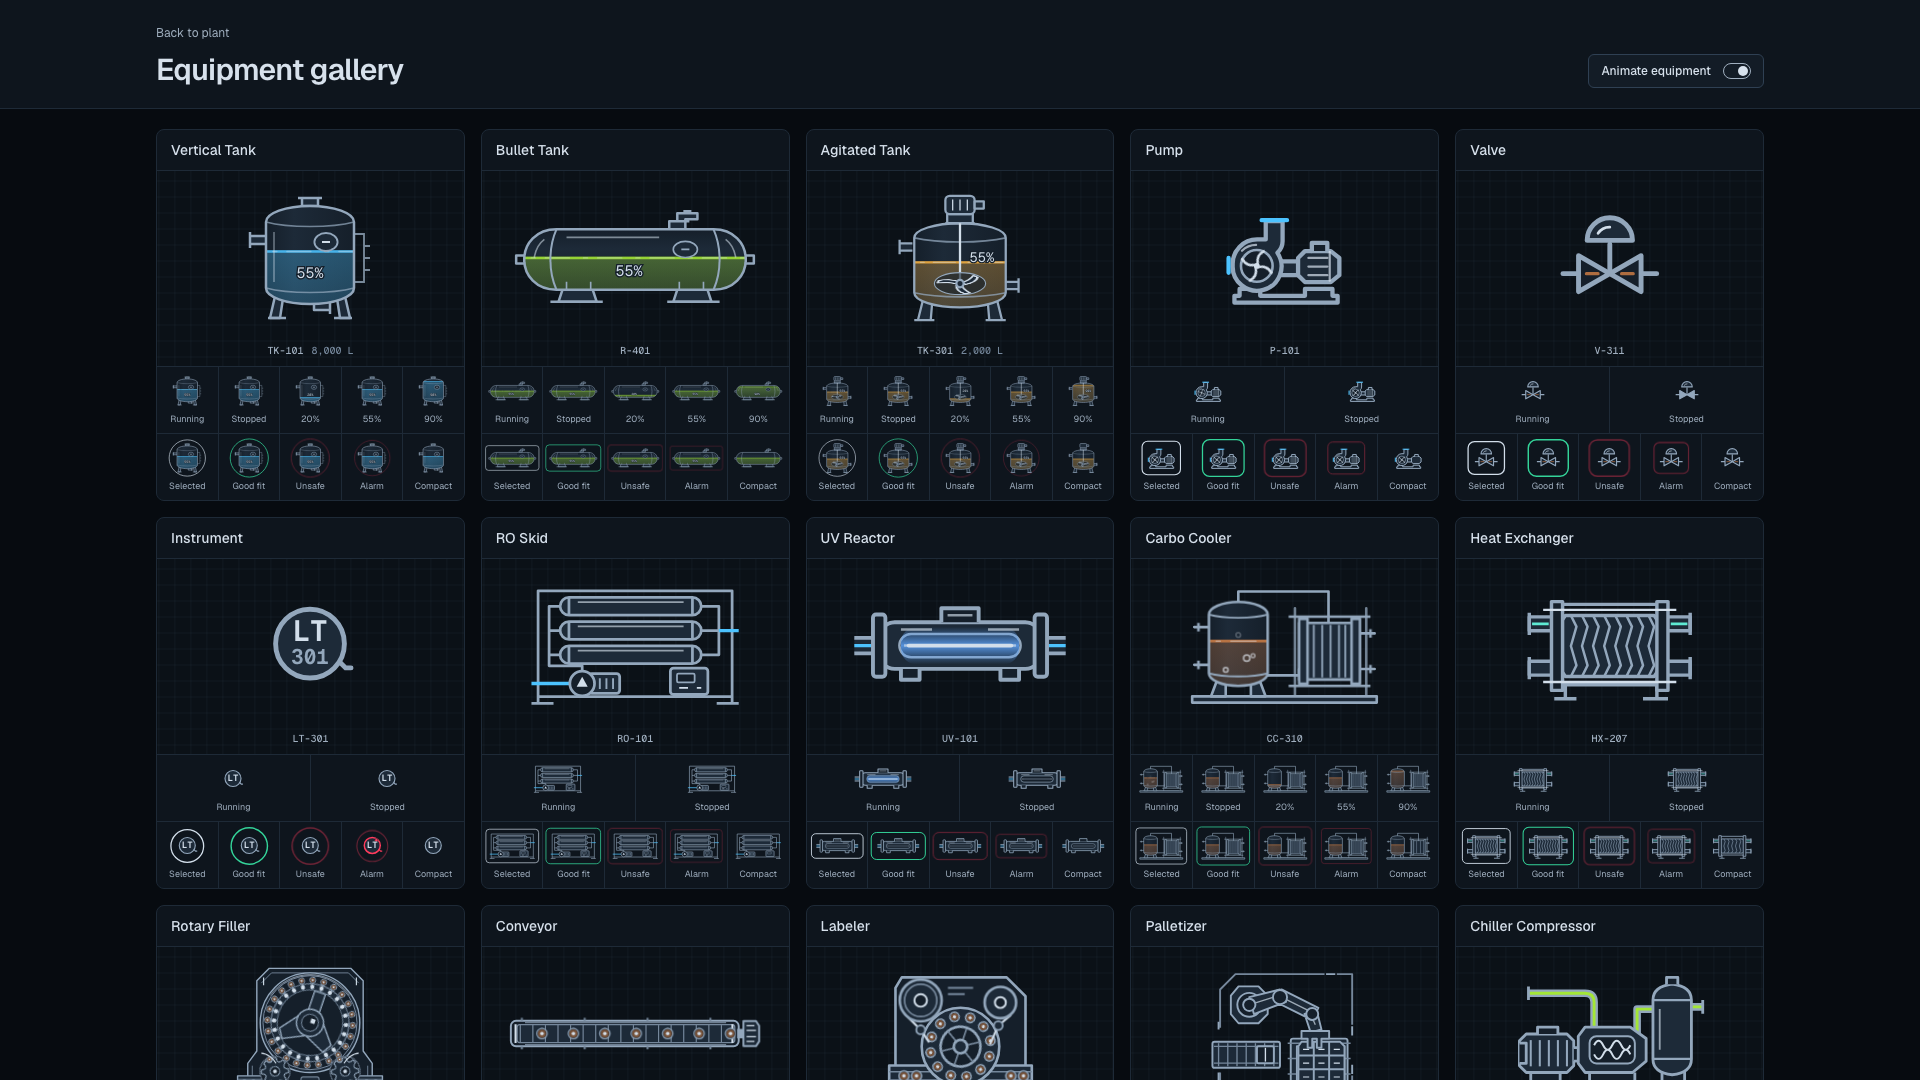 Back to plant
Equipment gallery
Animate equipment
Vertical Tank
Bullet Tank
Agitated Tank
Pump
Valve
55%
55%
55%
TK-101 8,000 L
R-401
TK-301 2,000 L
P-101
V-311
Running Stopped 20% 55% 90%
Running Stopped 20% 55% 90%
Running Stopped 20% 55% 90%
Running Stopped
Running Stopped
Selected Good fit Unsafe Alarm Compact
Selected Good fit Unsafe Alarm Compact
Selected Good fit Unsafe Alarm Compact
Selected Good fit Unsafe Alarm Compact
Selected Good fit Unsafe Alarm Compact
Instrument
RO Skid
UV Reactor
Carbo Cooler
Heat Exchanger
LT
301
LT-301
RO-101
UV-101
CC-310
HX-207
LT LT
Running Stopped
Running Stopped
Running Stopped
Running Stopped 20% 55% 90%
Running Stopped
LT LT LT LT LT
Selected Good fit Unsafe Alarm Compact
Selected Good fit Unsafe Alarm Compact
Selected Good fit Unsafe Alarm Compact
Selected Good fit Unsafe Alarm Compact
Selected Good fit Unsafe Alarm Compact
Rotary Filler
Conveyor
Labeler
Palletizer
Chiller Compressor